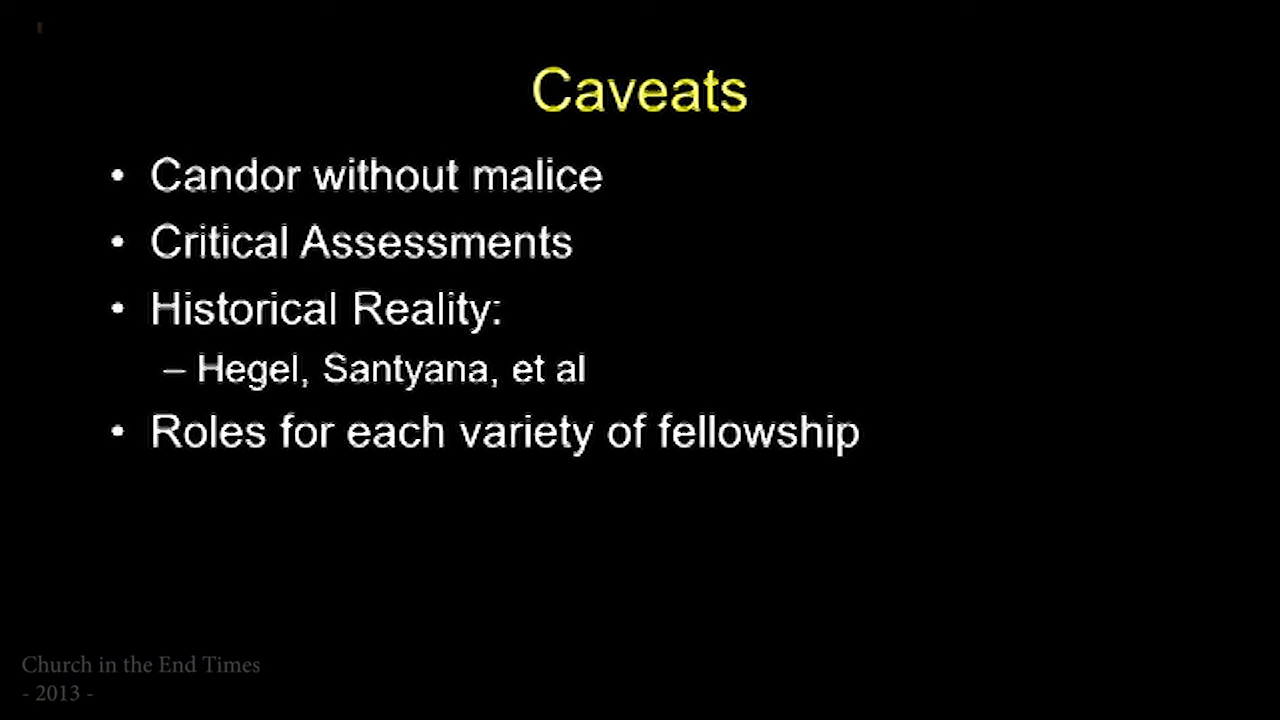 Caveats
• Candor without malice
• Critical Assessments
• Historical Reality:
– Hegel, Santyana, et al
• Roles for each variety of fellowship
Church in the End Times
- 2013 -